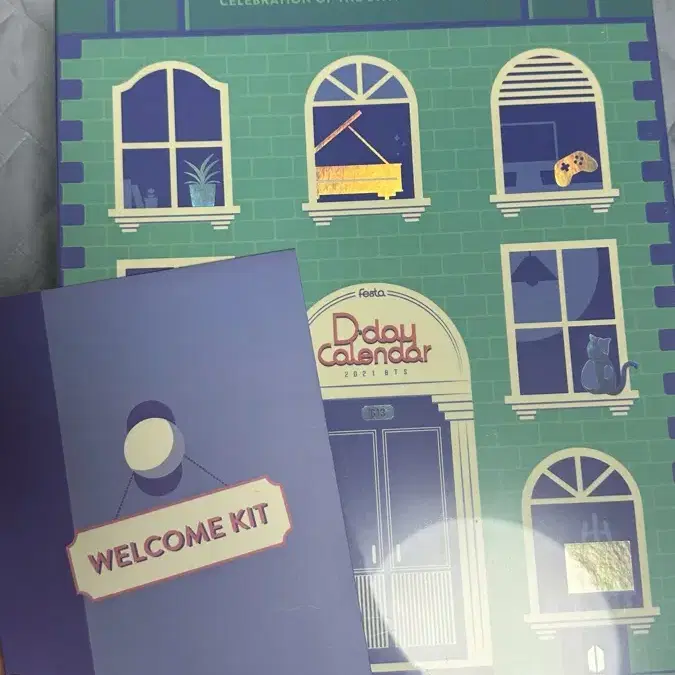 CELEBRATION OF THE
festa
D-day
Calendar
2021 BTS
613
WELCOME KIT